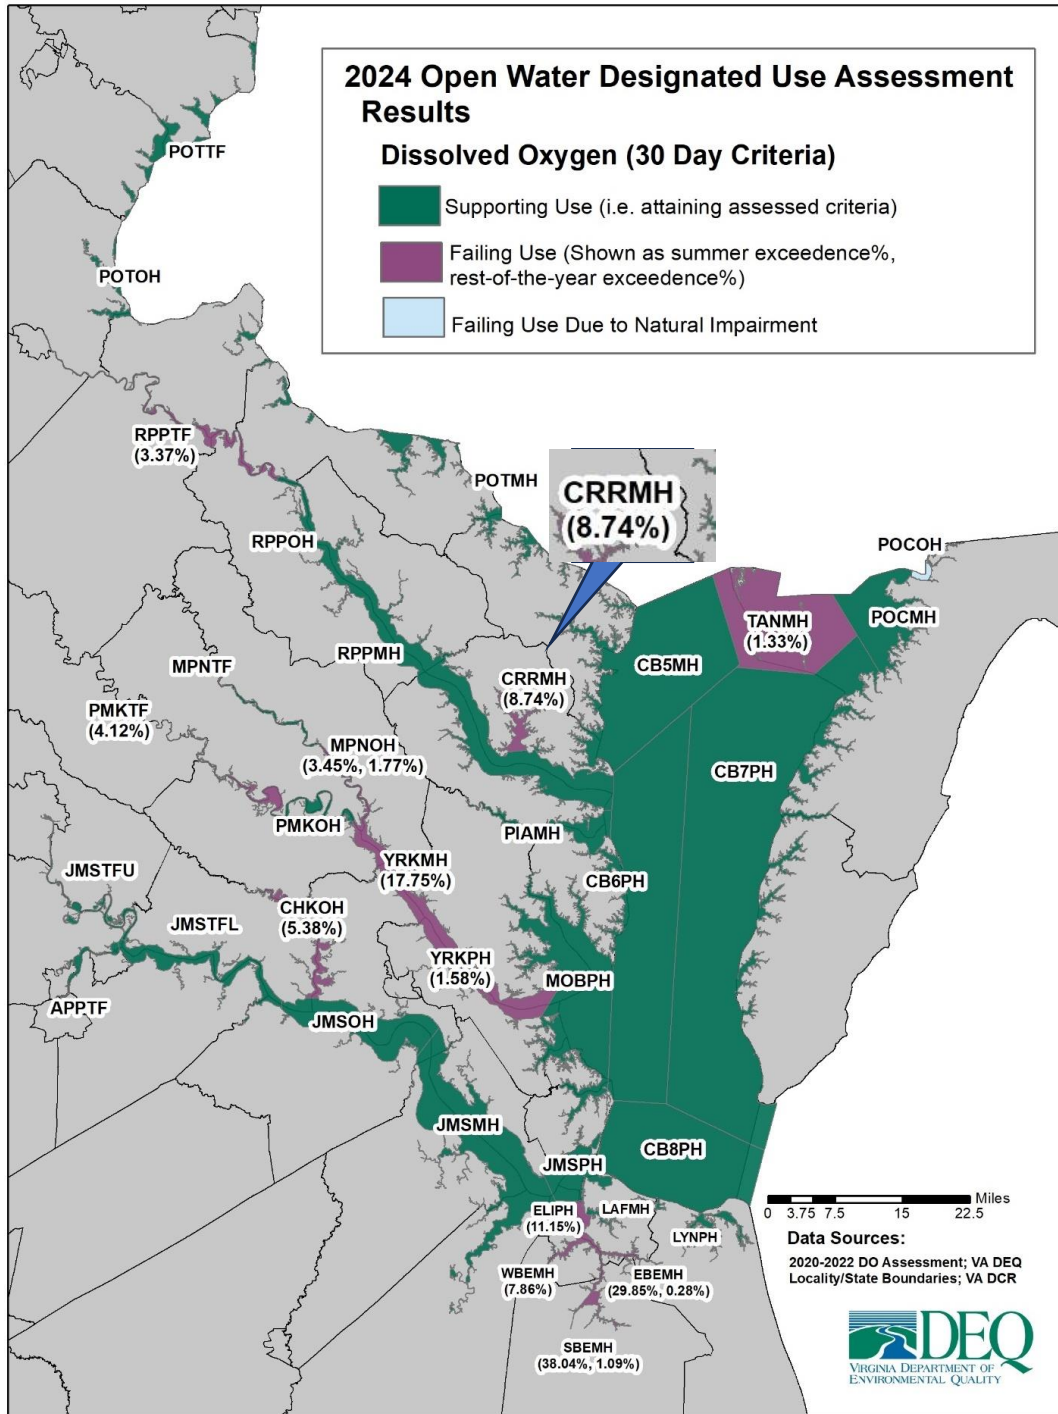 2024 Open Water Designated Use Assessment
Results
Dissolved Oxygen (30 Day Criteria)
Supporting Use (i.e. attaining assessed criteria)
Failing Use (Shown as summer exceedence%,
rest-of-the-year exceedence%)
Failing Use Due to Natural Impairment
POTTF
POTOH
RPPTF
(3.37%)
POTMH
CRRMH
(8.74%)
RPPOH
POCOH
TANMH
(1.33%)
POCMH
RPPMH
CB5MH
MPNTF
CRRMH
(8.74%)
PMKTF
(4.12%)
MPNOH
(3.45%, 1.77%)
CB7PH
PMKOH
PIAMH
YRKMH
(17.75%)
CB6PH
JMSTFU
CHKOH
(5.38%)
JMSTFL
YRKPH
(1.58%)
MOBPH
APPTF
JMSOH
JMSMH
CB8PH
JMSPH
ELIPH
(11.15%)
LAFMH
LYNPH
WBEMH
(7.86%)
EBEMH
(29.85%, 0.28%)
SBEMH
(38.04%, 1.09%)
Miles
0 3.75 7.5 15 22.5
Data Sources:
2020-2022 DO Assessment; VA DEQ
Locality/State Boundaries; VA DCR
DEQ
VIRGINIA DEPARTMENT OF
ENVIRONMENTAL QUALITY